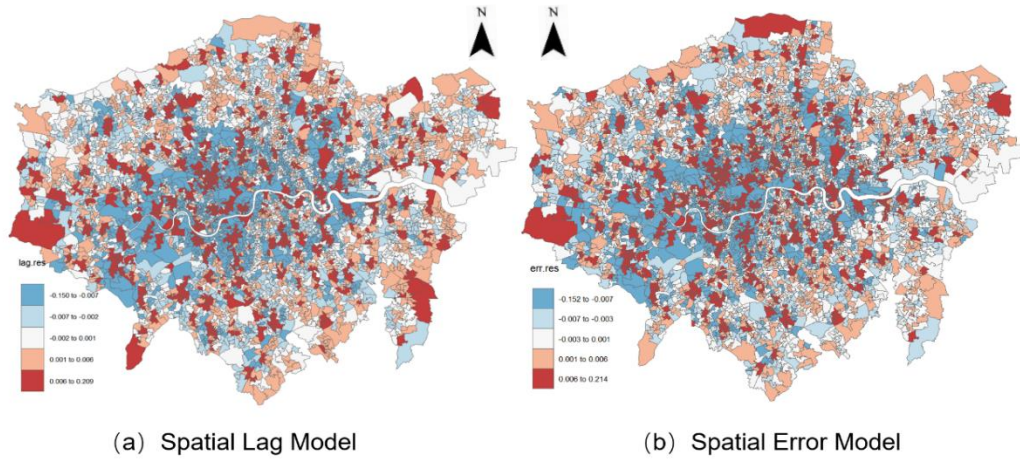 N
N
lag.res
-0.150 to -0.007
-0.007 to -0.002
-0.002 to 0.001
0.001 to 0.006
0.006 to 0.209
err.res
-0.152 to -0.007
-0.007 to -0.003
-0.003 to 0.001
0.001 to 0.006
0.006 to 0.214
(a) Spatial Lag Model
(b) Spatial Error Model